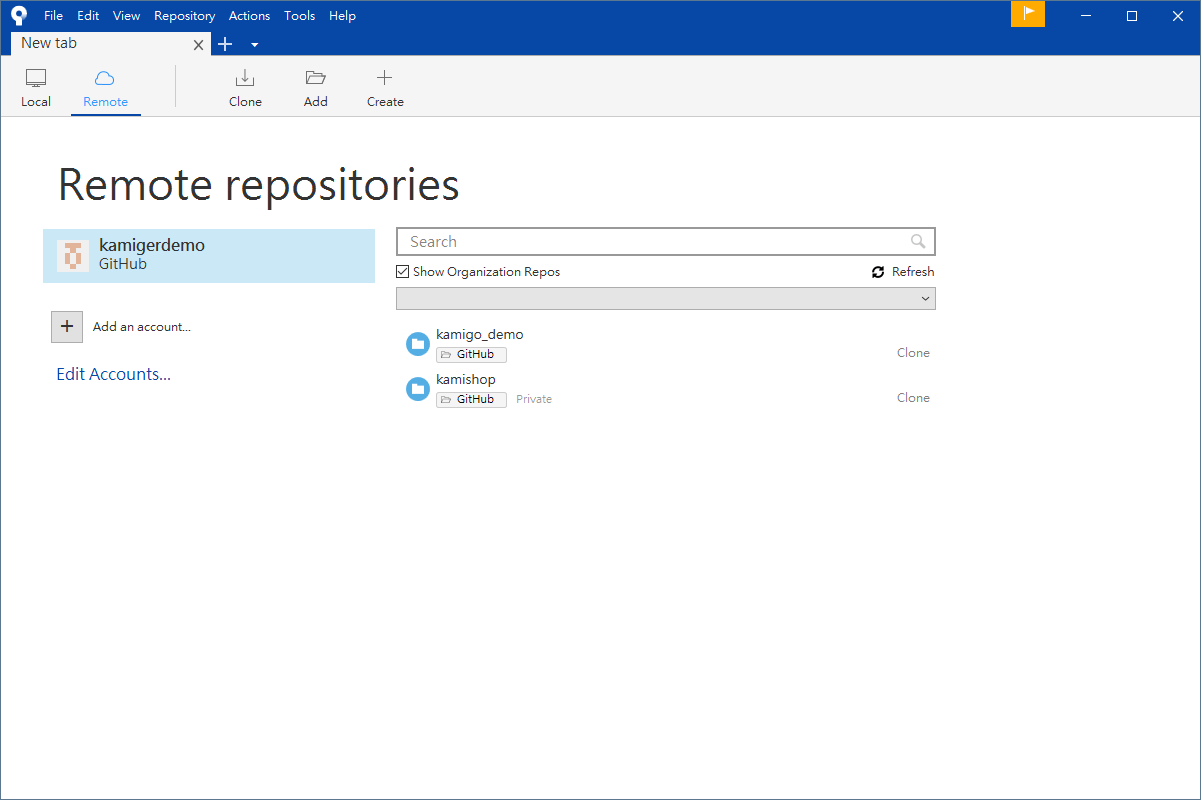 File Edit View Repository Actions Tools Help
New tab
Local Remote Clone Add Create
Remote repositories
kamigerdemo
GitHub
Add an account...
Edit Accounts...
Search
Show Organization Repos Refresh
kamigo_demo
GitHub Clone
kamishop
GitHub Private Clone